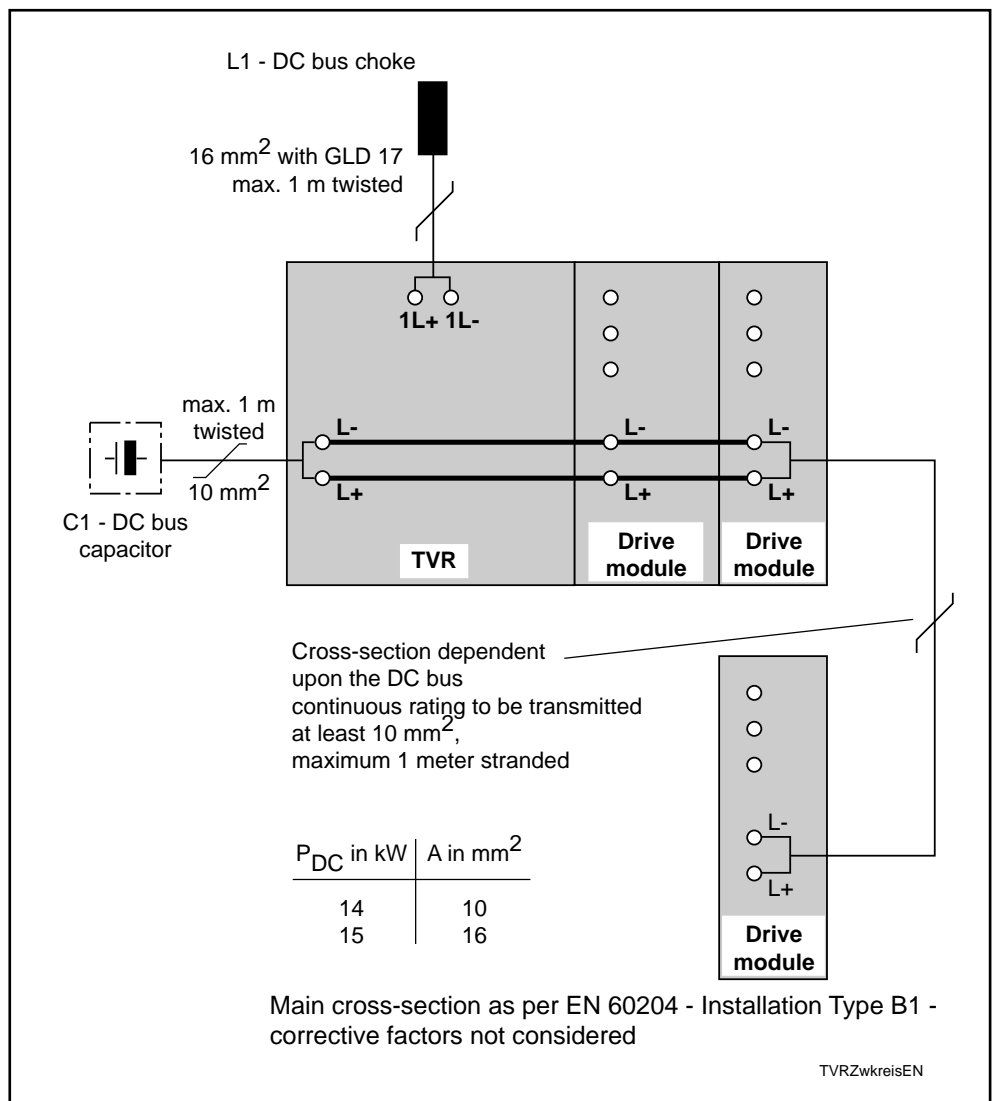 L1 - DC bus choke
16 mm² with GLD 17
max. 1 m twisted
1L+ 1L-
max. 1 m
twisted
10 mm²
C1 - DC bus
capacitor
L-
L-
L-
L+
L+
L+
TVR
Drive
module
Drive
module
Cross-section dependent
upon the DC bus
continuous rating to be transmitted
at least 10 mm²,
maximum 1 meter stranded
L-
L+
Drive
module
PDC in kW A in mm²
14 10
15 16
Main cross-section as per EN 60204 - Installation Type B1 -
corrective factors not considered
TVRZwkreisEN